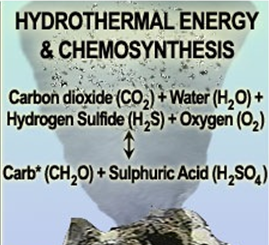 HYDROTHERMAL ENERGY
& CHEMOSYNTHESIS
Carbon dioxide (CO₂) + Water (H₂O) +
Hydrogen Sulfide (H₂S) + Oxygen (O₂)
↕
Carb* (CH₂O) + Sulphuric Acid (H₂SO₄)